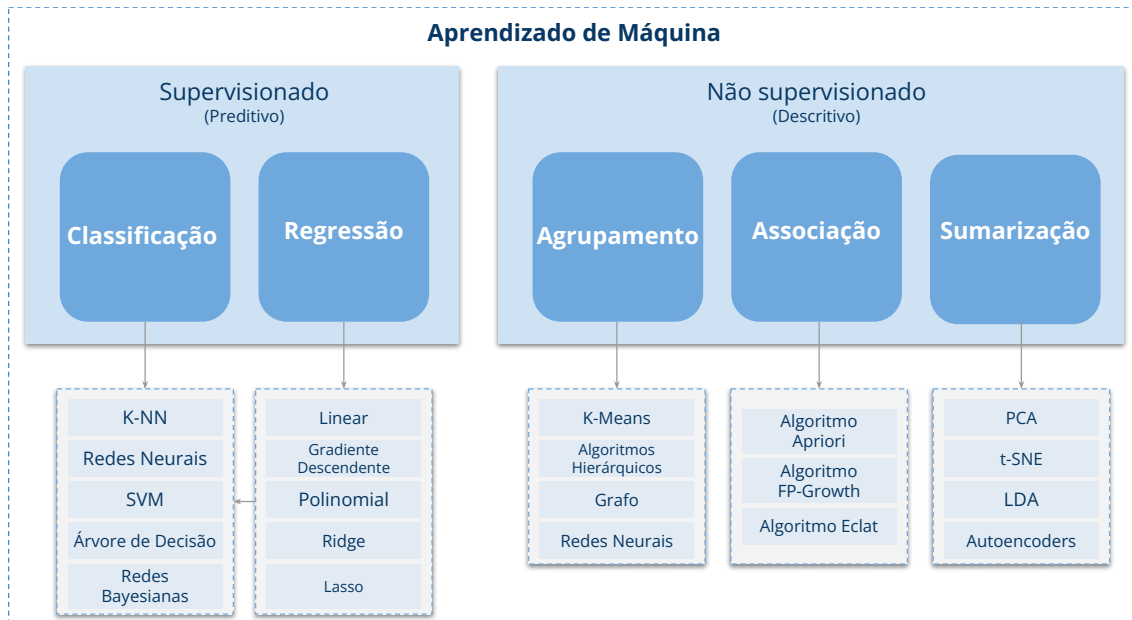 Aprendizado de Máquina
Supervisionado
(Preditivo)
Classificação
Regressão
K-NN
Redes Neurais
SVM
Árvore de Decisão
Redes
Bayesianas
Linear
Gradiente
Descendente
Polinomial
Ridge
Lasso
Não supervisionado
(Descritivo)
Agrupamento
Associação
Sumarização
K-Means
Algoritmos
Hierárquicos
Grafo
Redes Neurais
Algoritmo
Apriori
Algoritmo
FP-Growth
Algoritmo Eclat
PCA
t-SNE
LDA
Autoencoders